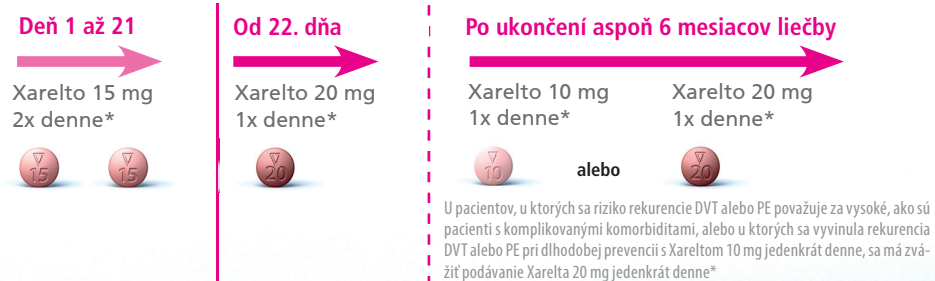 Deň 1 až 21
Xarelto 15 mg
2x denne*
15
15
Od 22. dňa
Xarelto 20 mg
1x denne*
20
Po ukončení aspoň 6 mesiacov liečby
Xarelto 10 mg
1x denne*
10
alebo
Xarelto 20 mg
1x denne*
20
U pacientov, u ktorých sa riziko rekurencie DVT alebo PE považuje za vysoké, ako sú
pacienti s komplikovanými komorbiditami, alebo u ktorých sa vyvinula rekurencia
DVT alebo PE pri dlhodobej prevencii s Xareltom 10 mg jedenkrát denne, sa má zvá-
žiť podávanie Xarelta 20 mg jedenkrát denne*